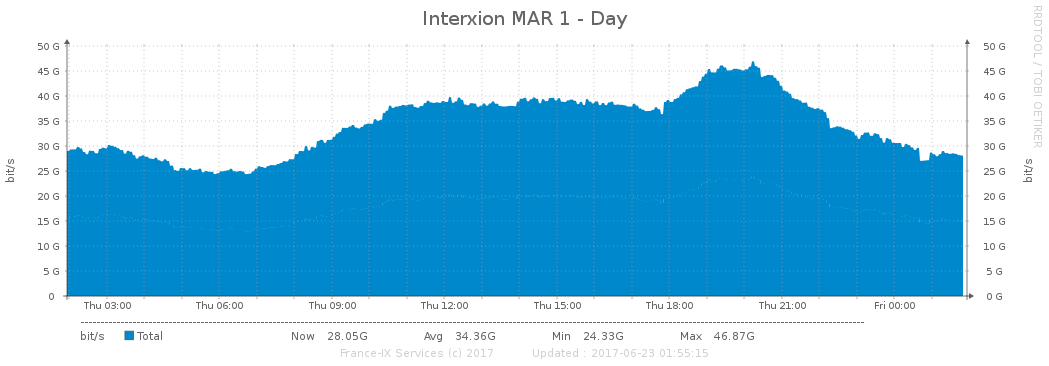 Interxion MAR 1 - Day
RRDTOOL / TOBI OETIKER
50 G 50 G
45 G 45 G
40 G 40 G
35 G 35 G
30 G 30 G
25 G 25 G
20 G 20 G
15 G 15 G
10 G 10 G
5 G 5 G
0 0 G
bit/s
bit/s
Thu 03:00 Thu 06:00 Thu 09:00 Thu 12:00 Thu 15:00 Thu 18:00 Thu 21:00 Fri 00:00
bit/s Total Now 28.05G Avg 34.36G Min 24.33G Max 46.87G
France-IX Services (c) 2017 Updated : 2017-06-23 01:55:15